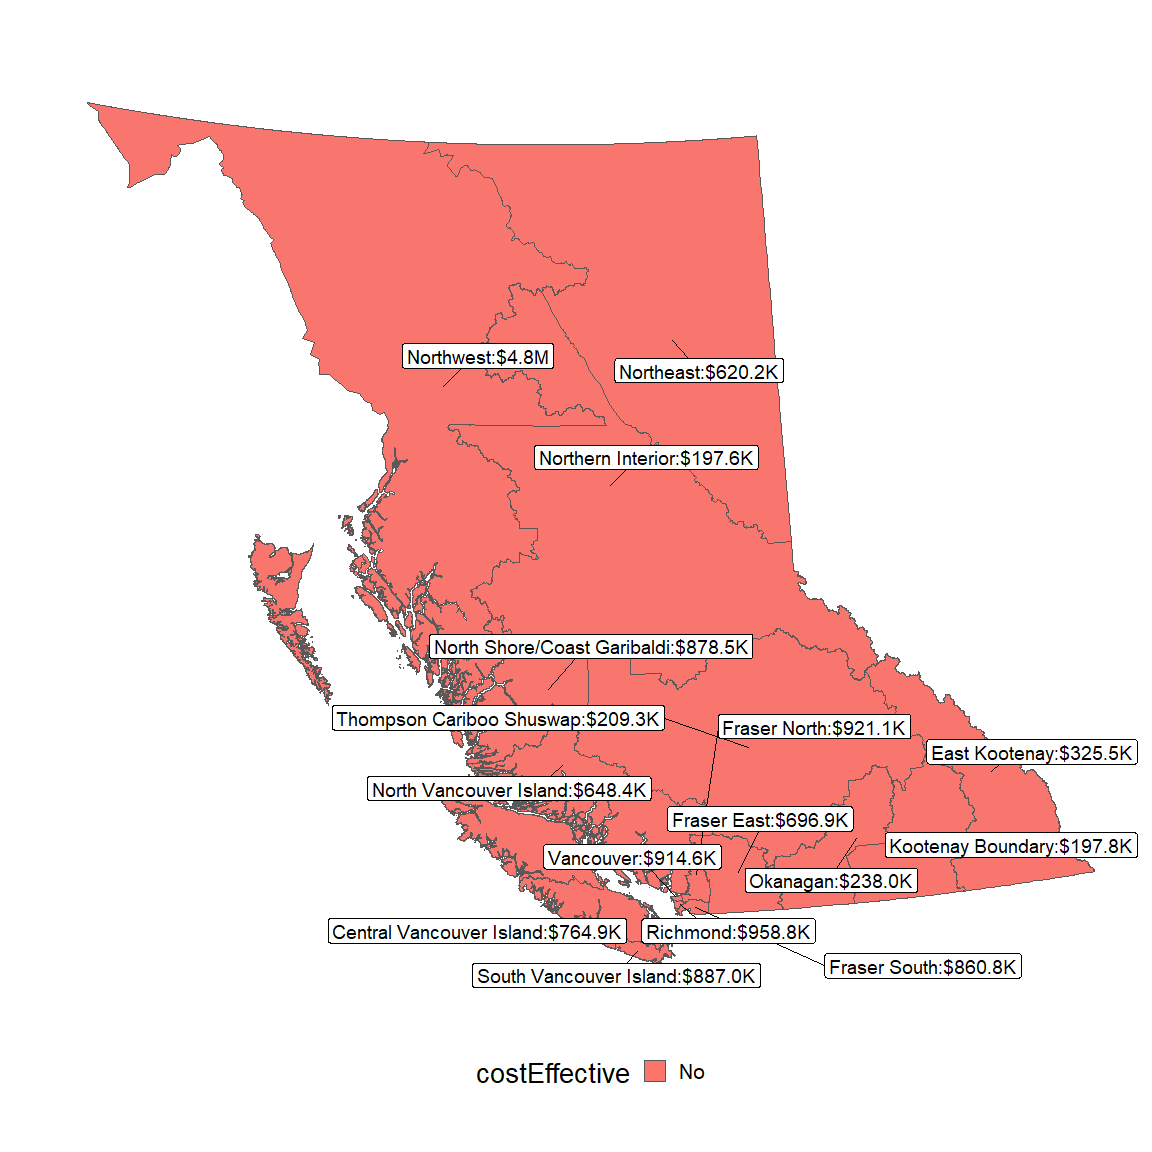 Northwest:$4.8M
Northeast:$620.2K
Northern Interior:$197.6K
North Shore/Coast Garibaldi:$878.5K
Thompson Cariboo Shuswap:$209.3K
Fraser North:$921.1K
East Kootenay:$325.5K
North Vancouver Island:$648.4K
Fraser East:$696.9K
Kootenay Boundary:$197.8K
Vancouver:$914.6K
Okanagan:$238.0K
Central Vancouver Island:$764.9K
Richmond:$958.8K
Fraser South:$860.8K
South Vancouver Island:$887.0K
costEffective
No